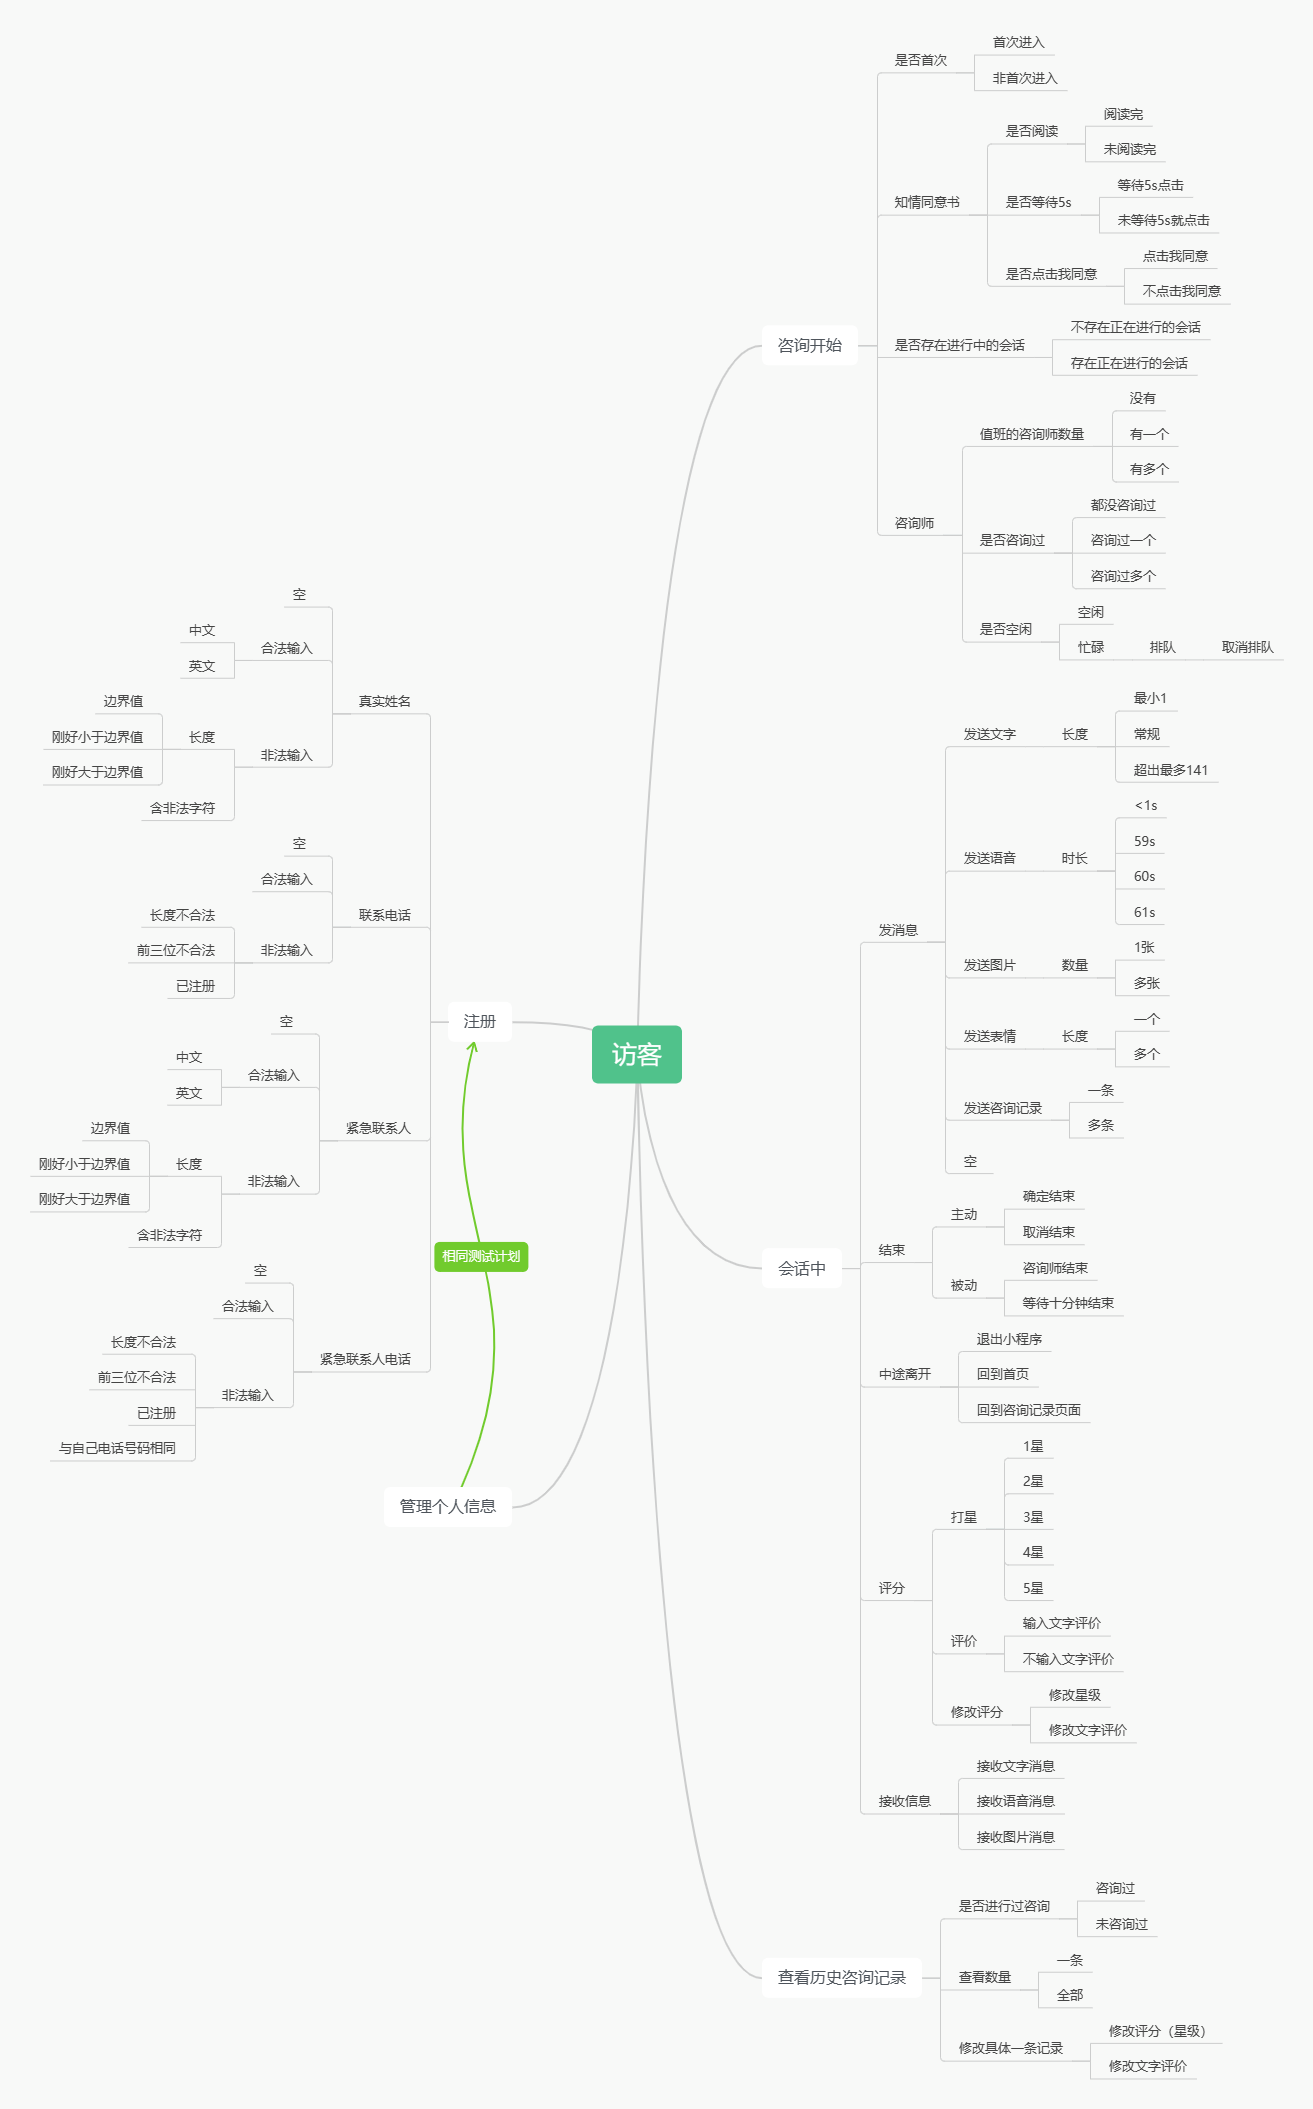 访客
咨询开始
是否首次
首次进入
非首次进入
知情同意书
是否阅读
阅读完
未阅读完
是否等待5s
等待5s点击
未等待5s就点击
是否点击我同意
点击我同意
不点击我同意
是否存在进行中的会话
不存在正在进行的会话
存在正在进行的会话
咨询师
值班的咨询师数量
没有
有一个
有多个
是否咨询过
都没咨询过
咨询过一个
咨询过多个
是否空闲
空闲
忙碌
排队
取消排队
会话中
发消息
发送文字
长度
最小1
常规
超出最多141
发送语音
时长
<1s
59s
60s
61s
发送图片
数量
1张
多张
发送表情
长度
一个
多个
发送咨询记录
一条
多条
空
结束
主动
确定结束
取消结束
被动
咨询师结束
等待十分钟结束
中途离开
退出小程序
回到首页
回到咨询记录页面
评分
打星
1星
2星
3星
4星
5星
评价
输入文字评价
不输入文字评价
修改评分
修改星级
修改文字评价
接收信息
接收文字消息
接收语音消息
接收图片消息
查看历史咨询记录
是否进行过咨询
咨询过
未咨询过
查看数量
一条
全部
修改具体一条记录
修改评分（星级）
修改文字评价
注册
真实姓名
空
合法输入
中文
英文
非法输入
长度
边界值
刚好小于边界值
刚好大于边界值
含非法字符
联系电话
空
合法输入
非法输入
长度不合法
前三位不合法
已注册
紧急联系人
空
合法输入
中文
英文
非法输入
长度
边界值
刚好小于边界值
刚好大于边界值
含非法字符
紧急联系人电话
空
合法输入
非法输入
长度不合法
前三位不合法
已注册
与自己电话号码相同
相同测试计划
管理个人信息